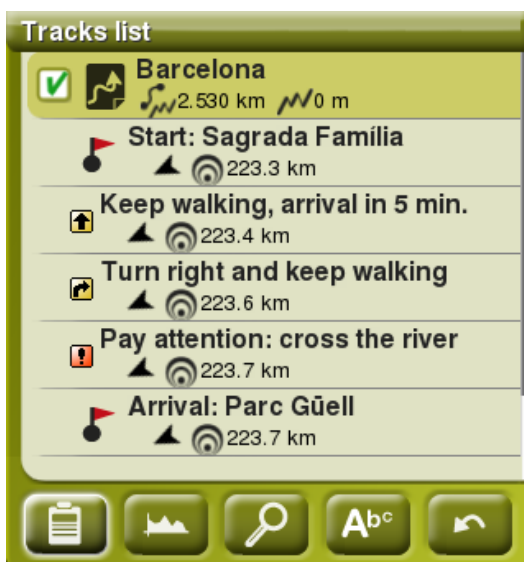 Tracks list
Barcelona
2.530 km 0 m
Start: Sagrada Família
223.3 km
Keep walking, arrival in 5 min.
223.4 km
Turn right and keep walking
223.6 km
Pay attention: cross the river
223.7 km
Arrival: Parc Güell
223.7 km
Abc